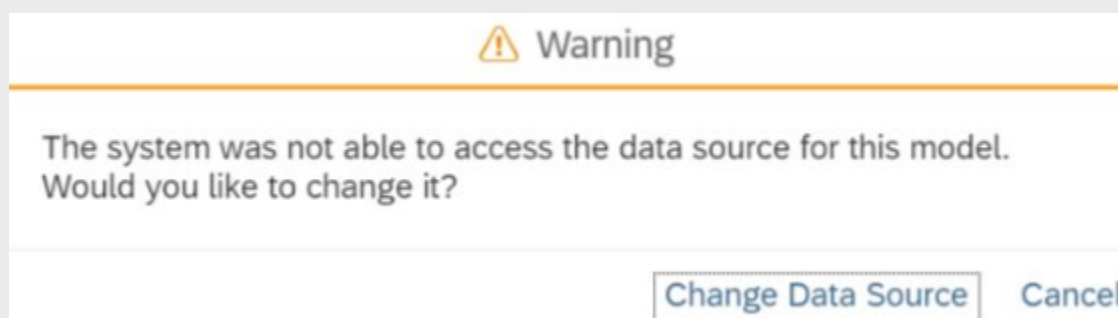 Warning
The system was not able to access the data source for this model.
Would you like to change it?
Change Data Source Cancel